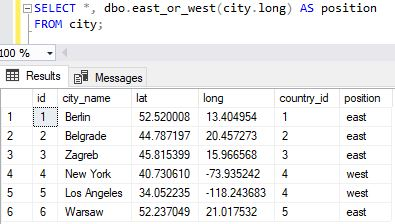 SELECT *, dbo.east_or_west(city.long) AS position
FROM city;
100 %
Results Messages
id city_name lat long country_id position
1 1 Berlin 52.520008 13.404954 1 east
2 2 Belgrade 44.787197 20.457273 2 east
3 3 Zagreb 45.815399 15.966568 3 east
4 4 New York 40.730610 -73.935242 4 west
5 5 Los Angeles 34.052235 -118.243683 4 west
6 6 Warsaw 52.237049 21.017532 5 east